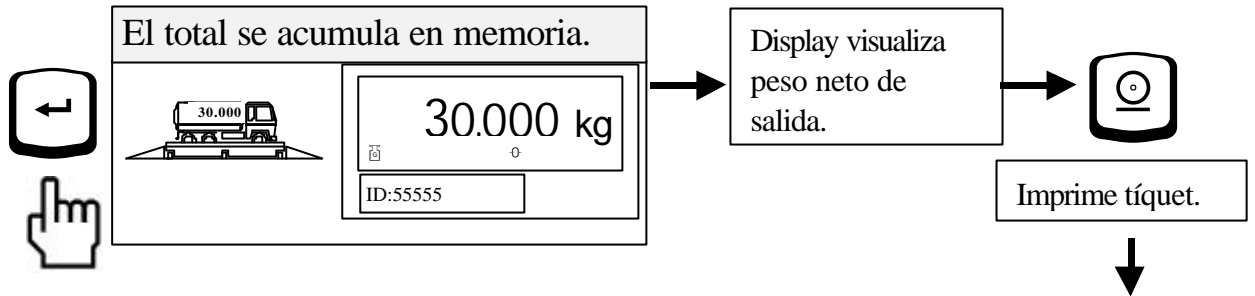 El total se acumula en memoria.
30.000
30.000 kg
0
ID:55555
Display visualiza
peso neto de
salida.
Imprime tíquet.